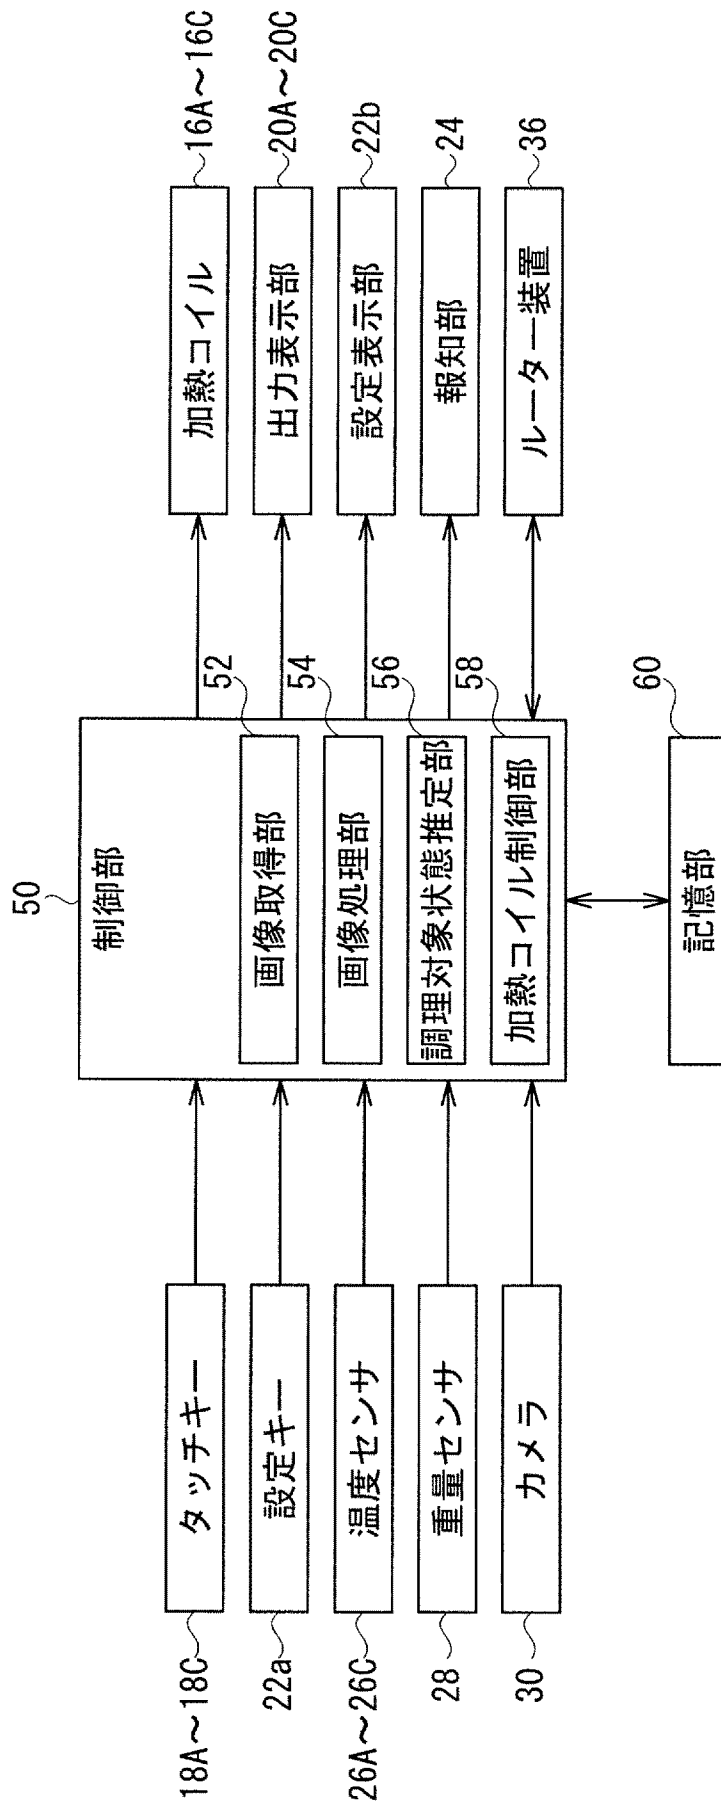 50
制御部
52
画像取得部
54
画像処理部
56
調理対象状態推定部
58
加熱コイル制御部
60
記憶部
18A～18C
タッチキー
22a
設定キー
26A～26C
温度センサ
28
重量センサ
30
カメラ
加熱コイル
16A～16C
出力表示部
20A～20C
設定表示部
22b
報知部
24
ルーター装置
36